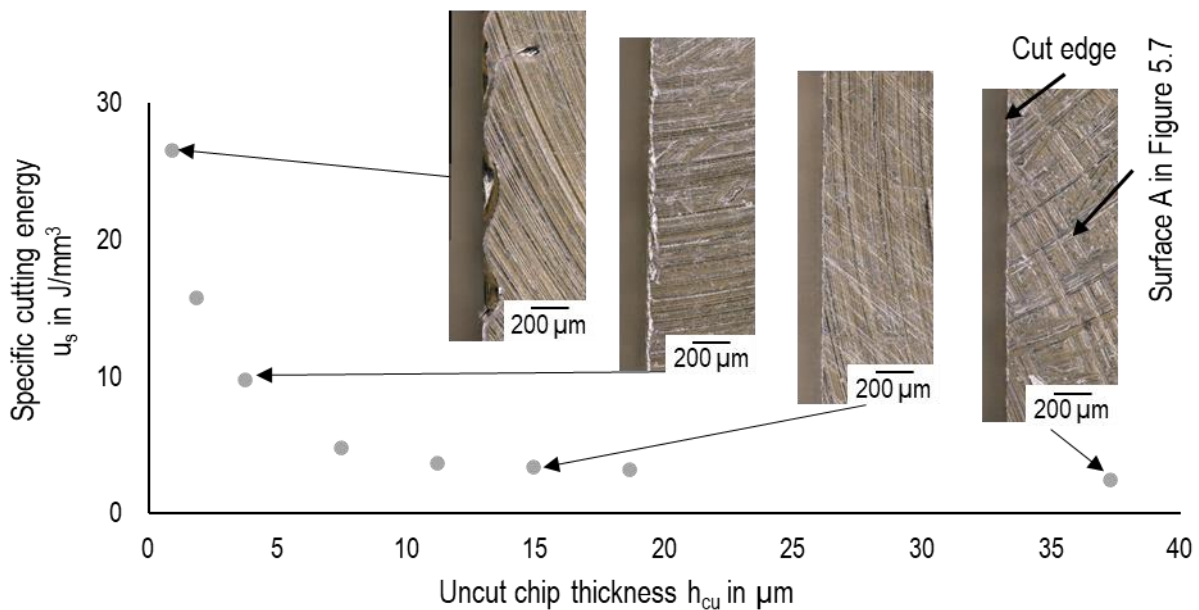 Specific cutting energy
uₛ in J/mm³
30
20
10
0
0
5
10
15
20
25
30
35
40
Uncut chip thickness h꜀ᵤ in µm
200 µm
200 µm
200 µm
200 µm
Cut edge
Surface A in Figure 5.7